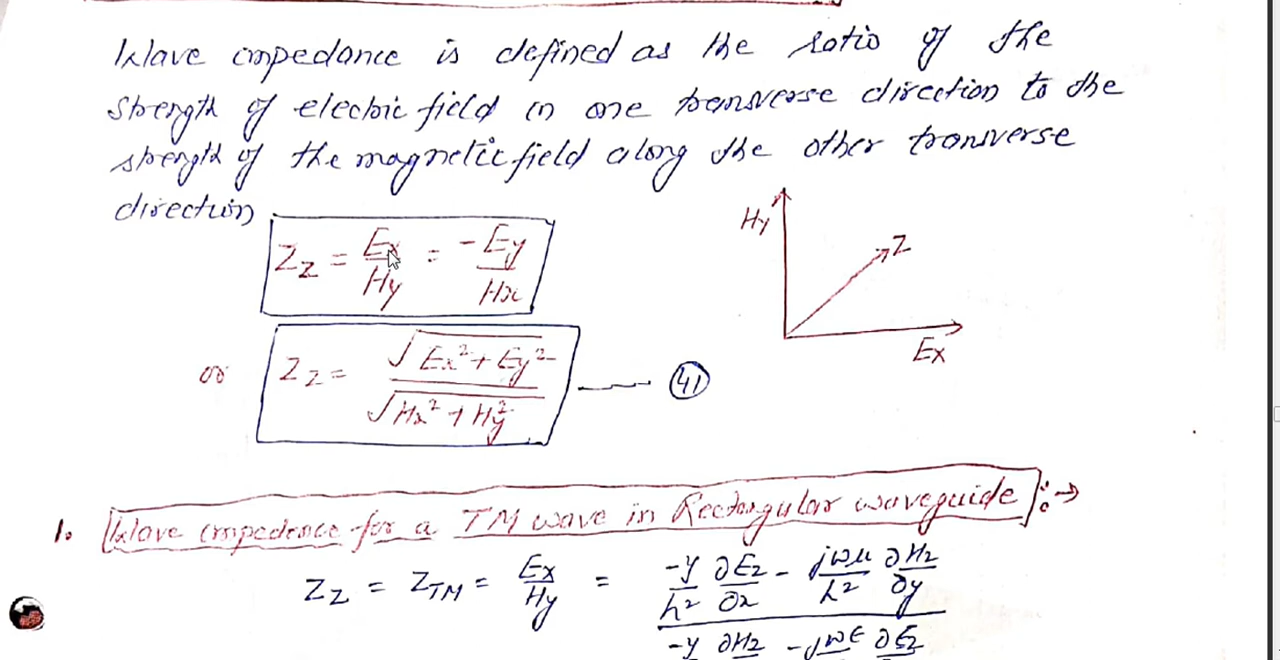 Wave impedance is defined as the ratio of the
strength of electric field in one transverse direction to the
strength of the magnetic field along the other transverse
direction
Zz = Ex/Hy = -Ey/Hx
Hy
Z
Ex
or Zz = √(Ex² + Ey²) / √(Hx² + Hy²) —— (41)
1. Wave impedence for a TM wave in Rectangular waveguide :→
Zz = ZTM = Ex/Hy = -γ/h² ∂Ez/∂x - jωμ/h² ∂Hz/∂y
-γ ∂Hz - jωε ∂Ez